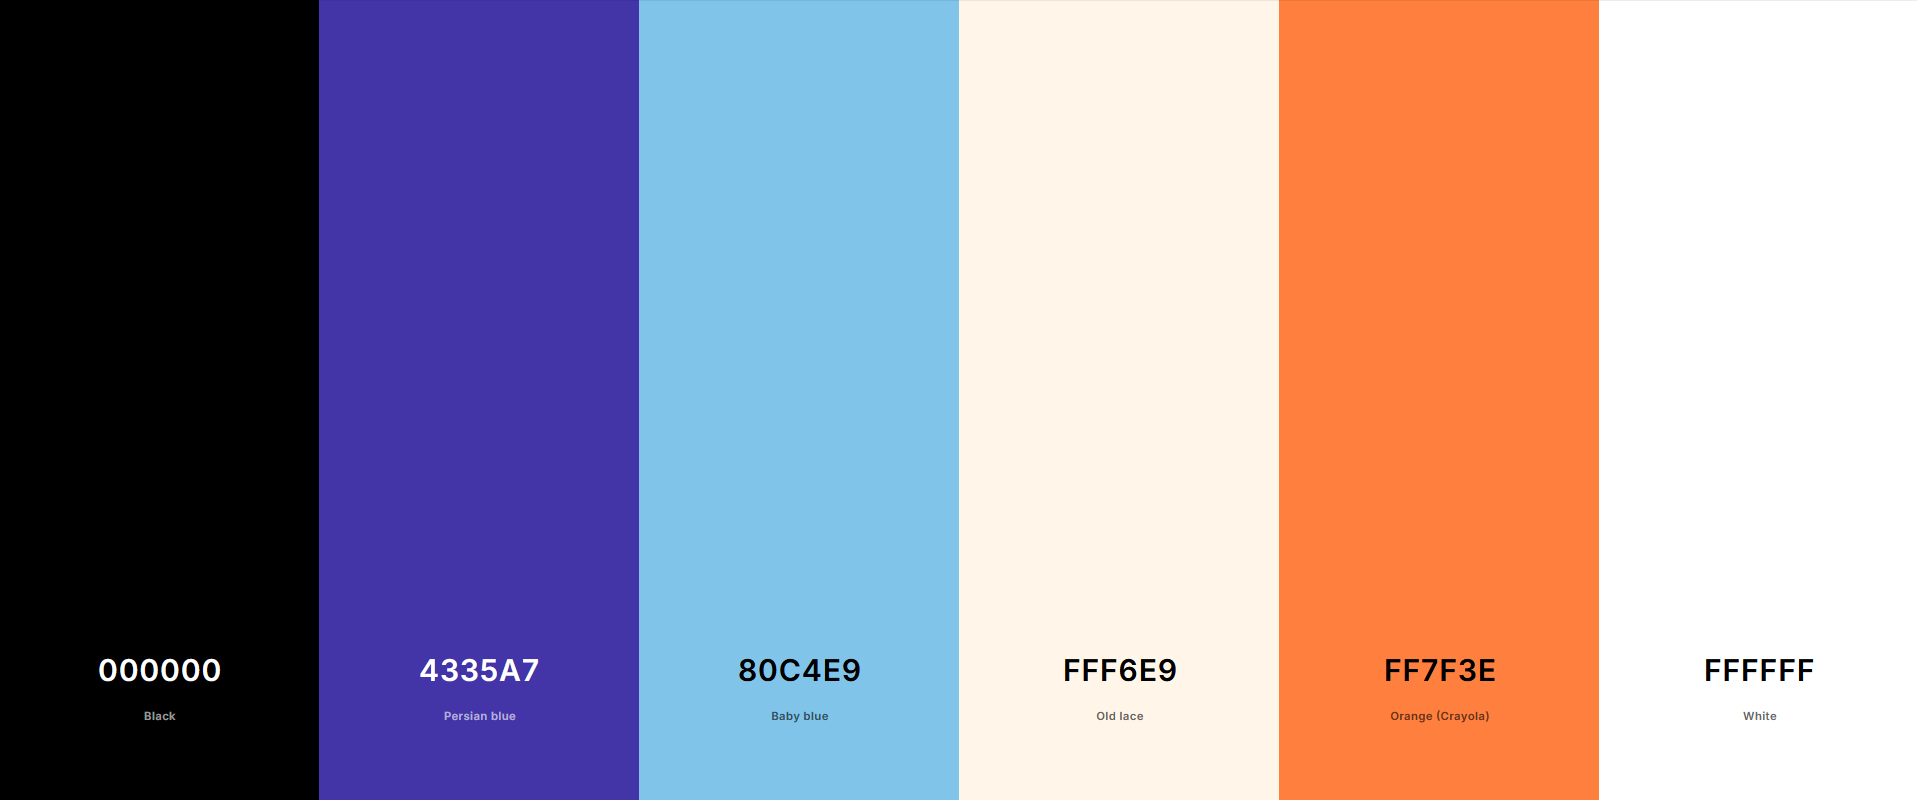 000000
Black
4335A7
Persian blue
80C4E9
Baby blue
FFF6E9
Old lace
FF7F3E
Orange (Crayola)
FFFFFF
White